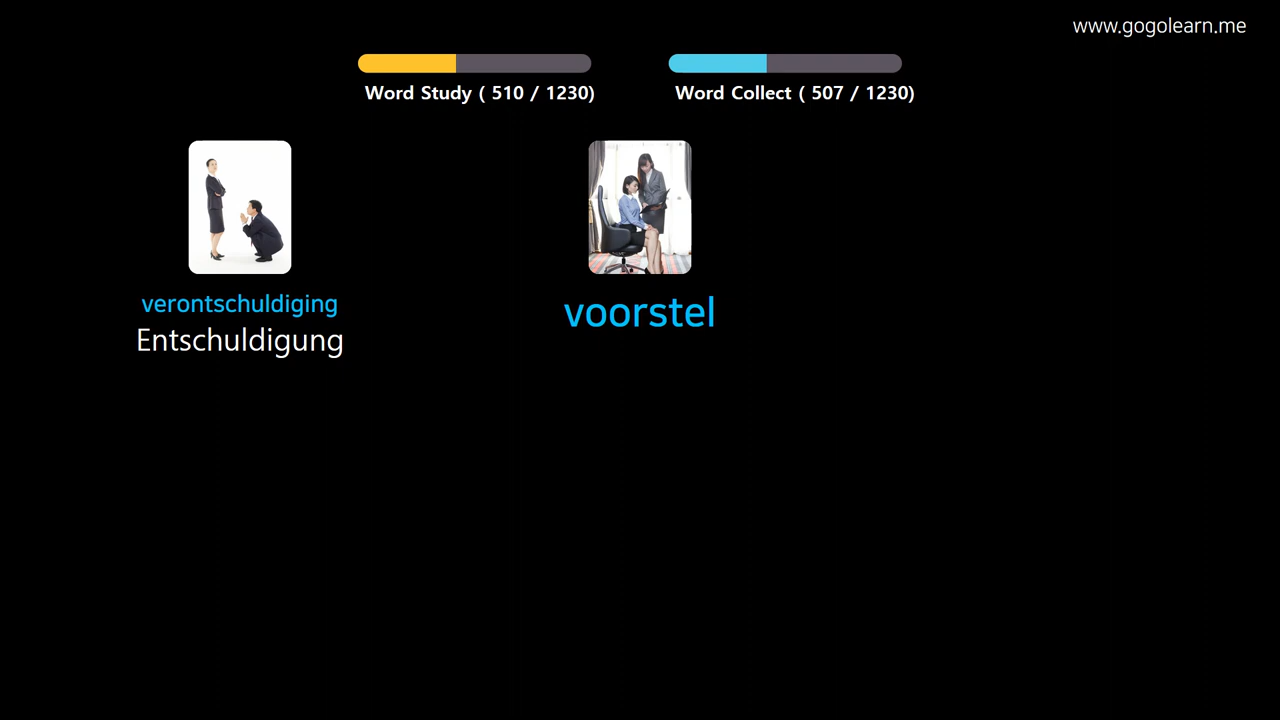 www.gogolearn.me
Word Study ( 510 / 1230)
Word Collect ( 507 / 1230)
verontschuldiging
Entschuldigung
voorstel